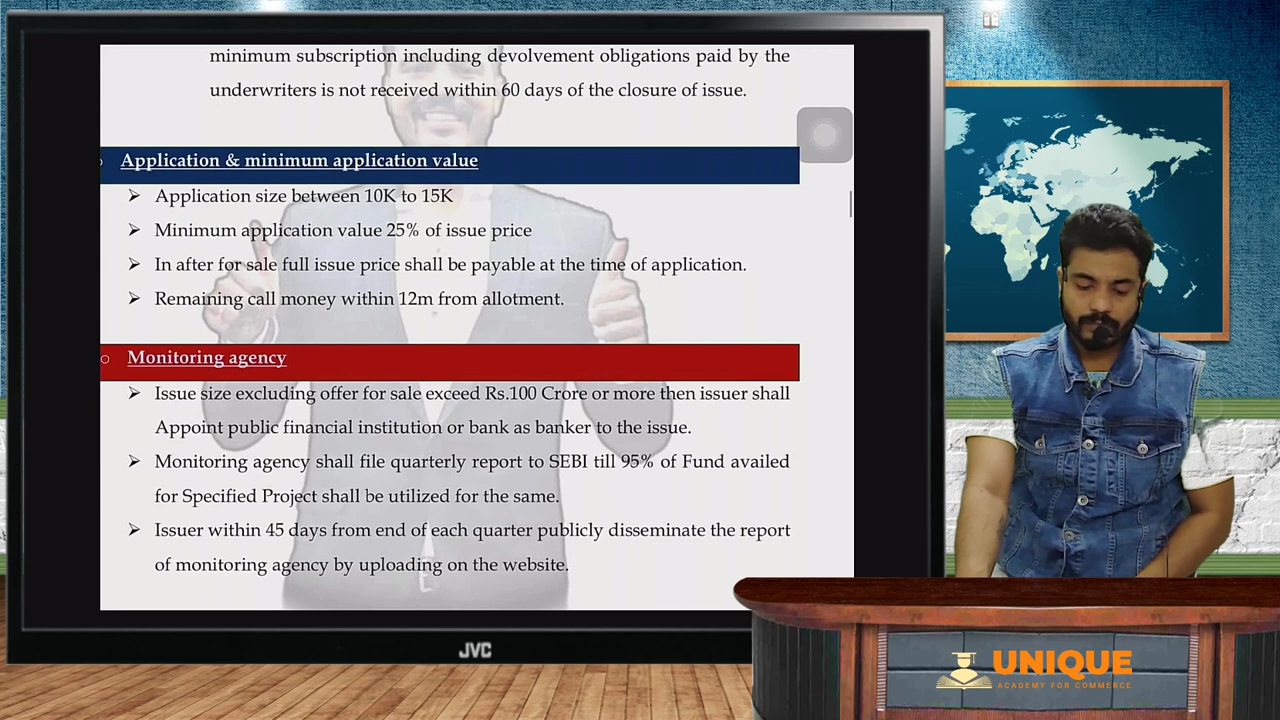 minimum subscription including devolvement obligations paid by the
underwriters is not received within 60 days of the closure of issue.
Application & minimum application value
Application size between 10K to 15K
Minimum application value 25% of issue price
In after for sale full issue price shall be payable at the time of application.
Remaining call money within 12m from allotment.
Monitoring agency
Issue size excluding offer for sale exceed Rs.100 Crore or more then issuer shall
Appoint public financial institution or bank as banker to the issue.
Monitoring agency shall file quarterly report to SEBI till 95% of Fund availed
for Specified Project shall be utilized for the same.
Issuer within 45 days from end of each quarter publicly disseminate the report
of monitoring agency by uploading on the website.
JVC
UNIQUE
ACADEMY FOR COMMERCE